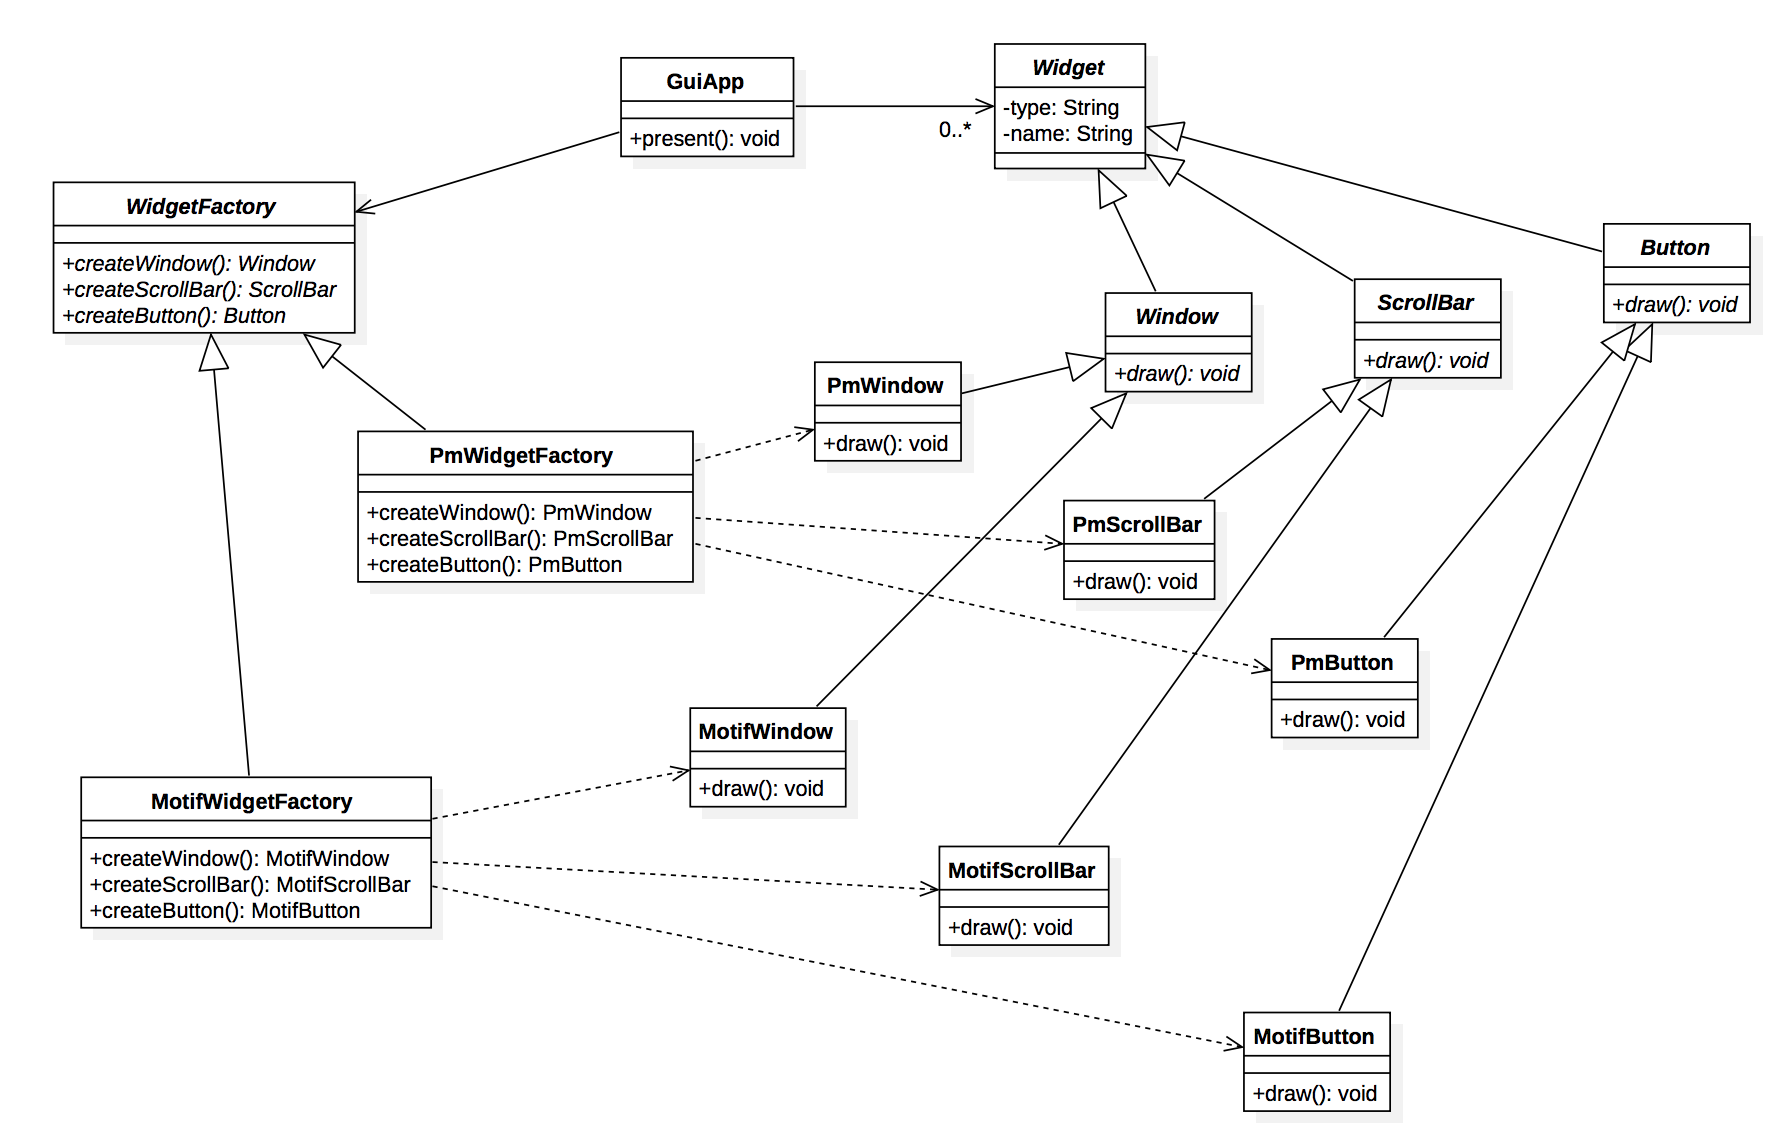 GuiApp
+present(): void
0..*
Widget
-type: String
-name: String
WidgetFactory
+createWindow(): Window
+createScrollBar(): ScrollBar
+createButton(): Button
Button
+draw(): void
ScrollBar
+draw(): void
Window
+draw(): void
PmWindow
+draw(): void
PmWidgetFactory
+createWindow(): PmWindow
+createScrollBar(): PmScrollBar
+createButton(): PmButton
PmScrollBar
+draw(): void
PmButton
+draw(): void
MotifWindow
+draw(): void
MotifWidgetFactory
+createWindow(): MotifWindow
+createScrollBar(): MotifScrollBar
+createButton(): MotifButton
MotifScrollBar
+draw(): void
MotifButton
+draw(): void